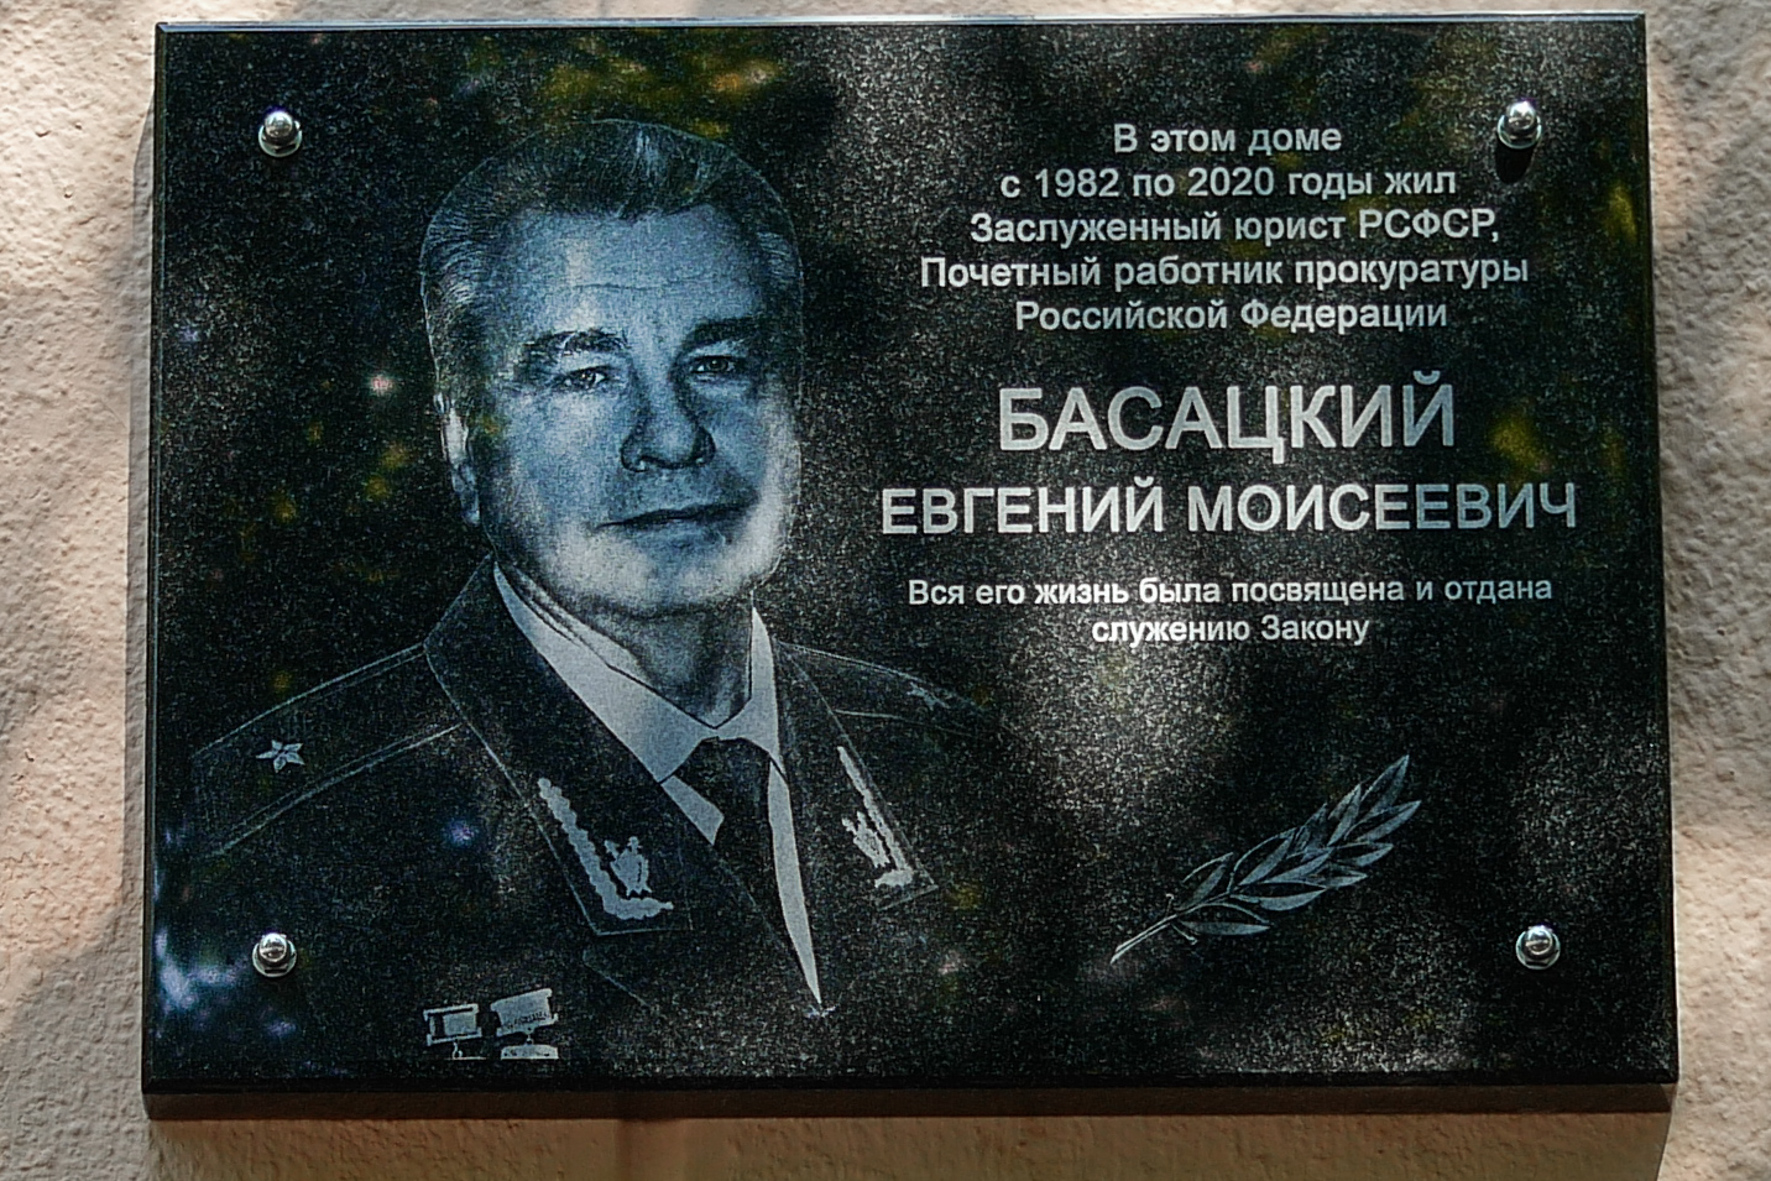 В этом доме
с 1982 по 2020 годы жил
Заслуженный юрист РСФСР,
Почетный работник прокуратуры
Российской Федерации
БАСАЦКИЙ
ЕВГЕНИЙ МОИСЕЕВИЧ
Вся его жизнь была посвящена и отдана
служению Закону